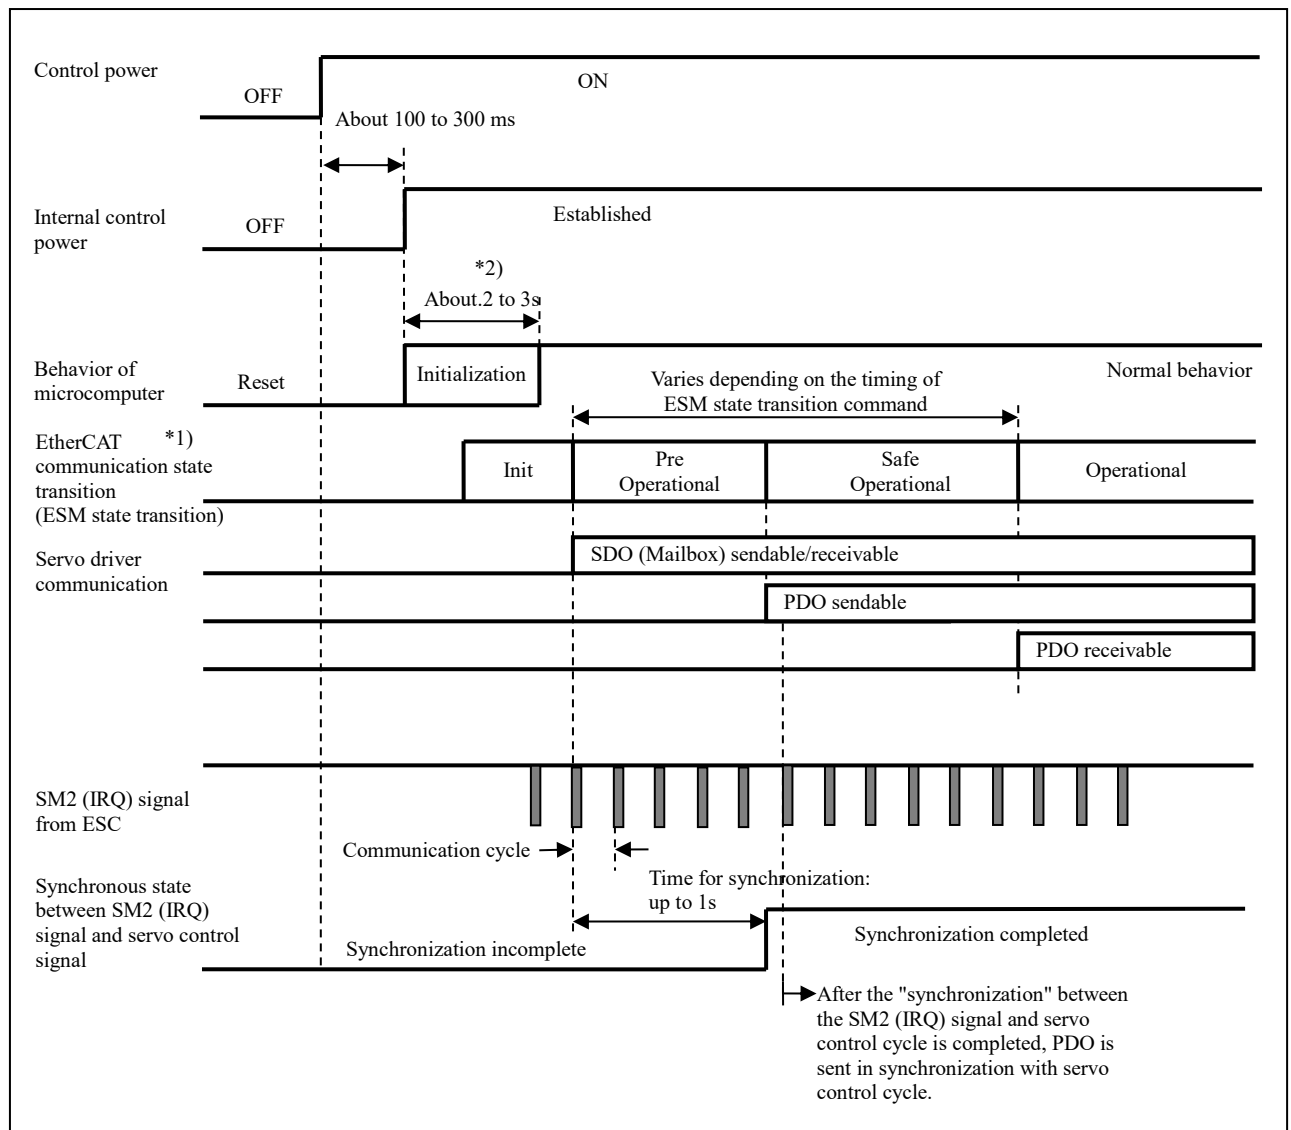 Control power
OFF
ON
About 100 to 300 ms
Internal control
power
OFF
Established
*2)
About.2 to 3s
Behavior of
microcomputer
Reset
Initialization
Varies depending on the timing of
ESM state transition command
Normal behavior
EtherCAT *1)
communication state
transition
(ESM state transition)
Init
Pre
Operational
Safe
Operational
Operational
Servo driver
communication
SDO (Mailbox) sendable/receivable
PDO sendable
PDO receivable
SM2 (IRQ) signal
from ESC
Communication cycle
Synchronous state
between SM2 (IRQ)
signal and servo control
signal
Time for synchronization:
up to 1s
Synchronization incomplete
Synchronization completed
After the "synchronization" between
the SM2 (IRQ) signal and servo
control cycle is completed, PDO is
sent in synchronization with servo
control cycle.